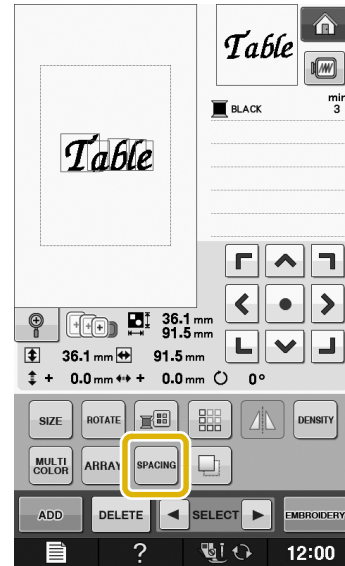 Table
BLACK
min
3
Table
36.1 mm
91.5 mm
36.1 mm 91.5 mm
+ 0.0 mm + 0.0 mm 0°
SIZE ROTATE DENSITY
MULTI COLOR ARRAY SPACING
ADD DELETE SELECT EMBROIDERY
? 12:00